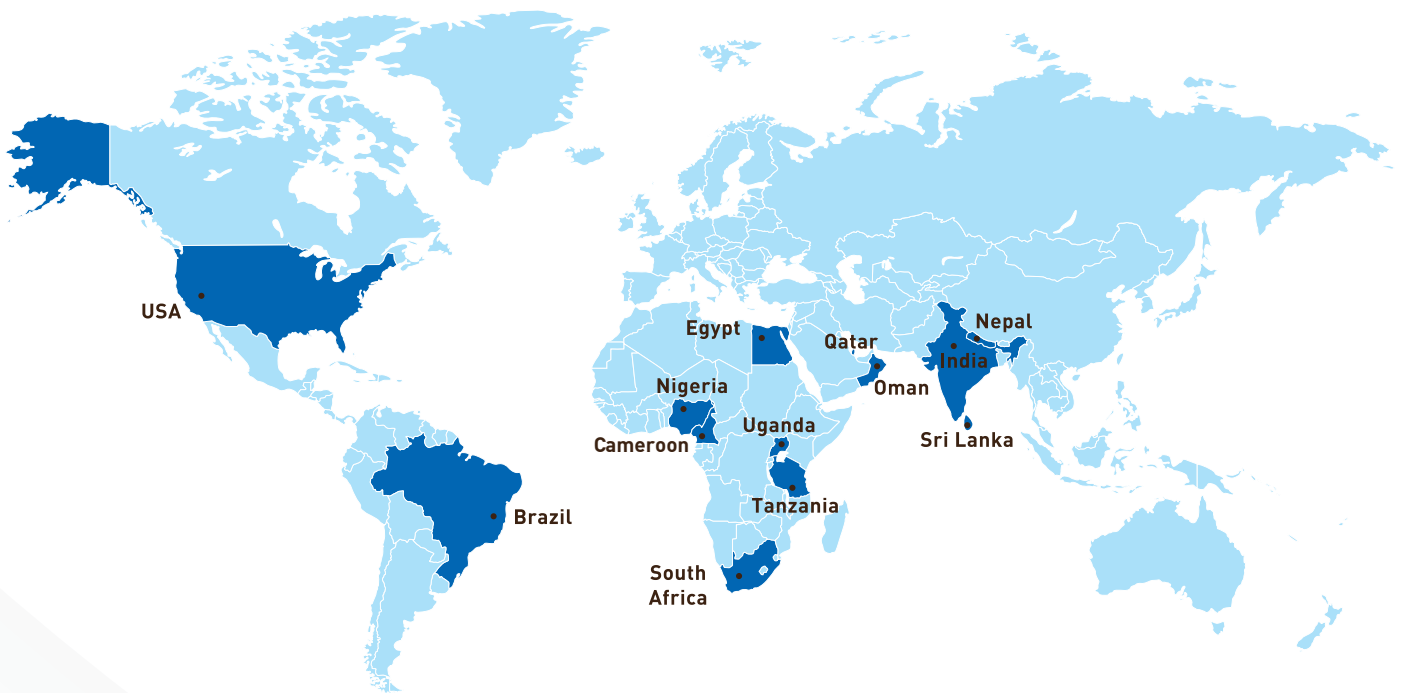 USA
Egypt
Nepal
Qatar
India
Oman
Nigeria
Uganda
Cameroon
Sri Lanka
Tanzania
Brazil
South
Africa